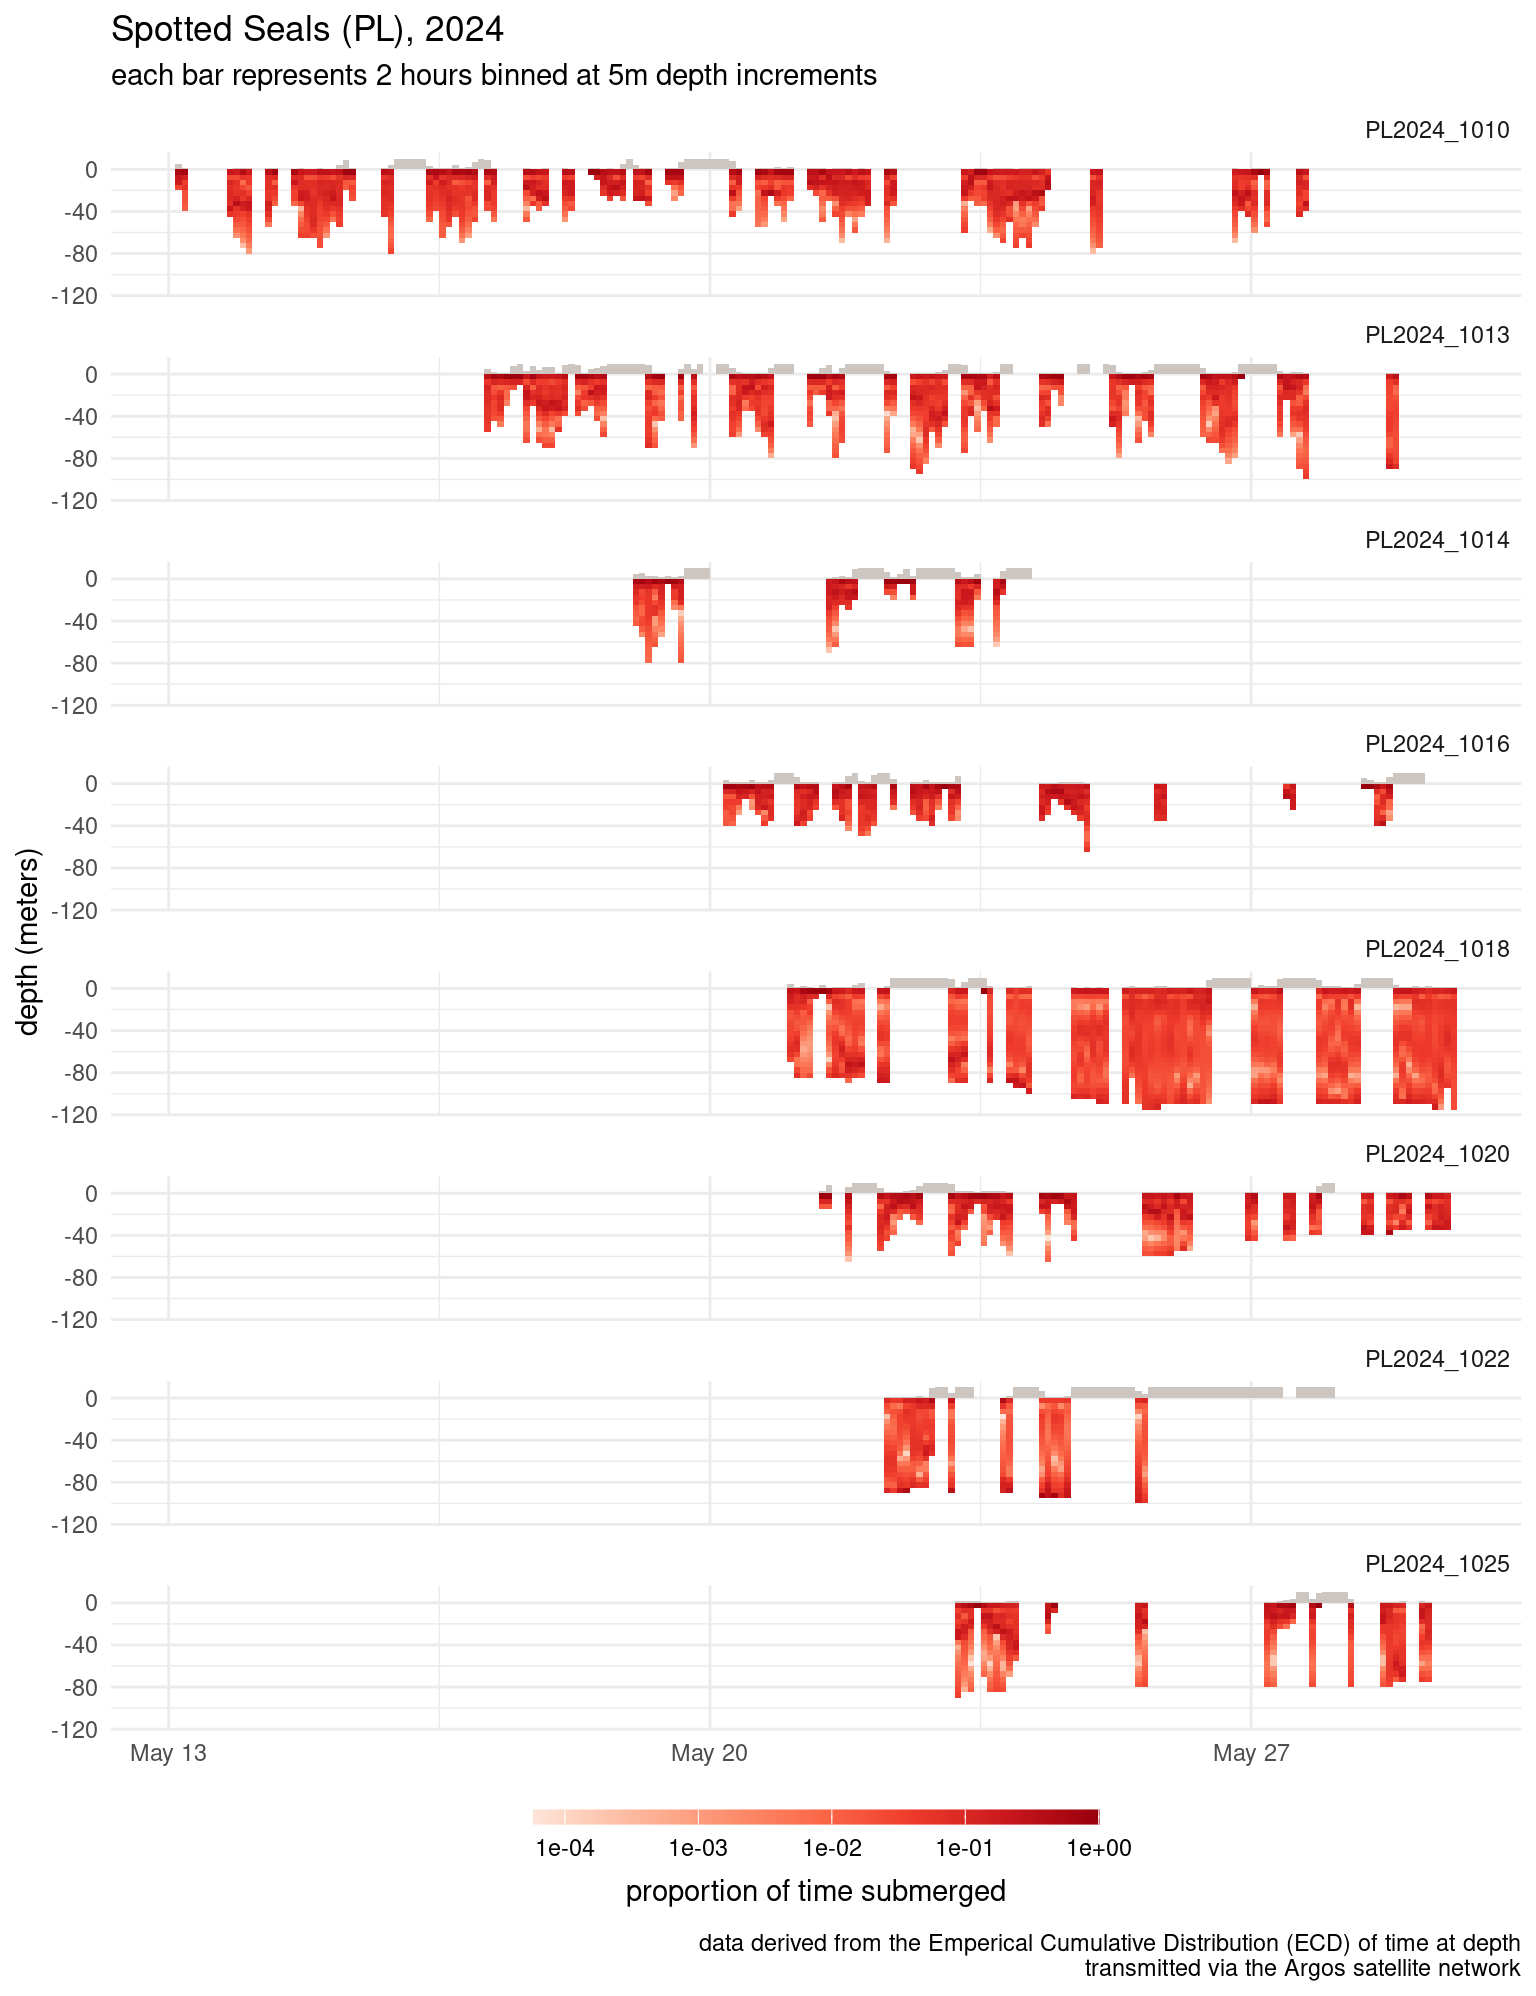 Spotted Seals (PL), 2024
each bar represents 2 hours binned at 5m depth increments
PL2024_1010
0
-40
-80
-120
PL2024_1013
0
-40
-80
-120
PL2024_1014
0
-40
-80
-120
PL2024_1016
0
-40
-80
-120
depth (meters)
PL2024_1018
0
-40
-80
-120
PL2024_1020
0
-40
-80
-120
PL2024_1022
0
-40
-80
-120
PL2024_1025
0
-40
-80
-120
May 13 May 20 May 27
1e-04 1e-03 1e-02 1e-01 1e+00
proportion of time submerged
data derived from the Emperical Cumulative Distribution (ECD) of time at depth
transmitted via the Argos satellite network